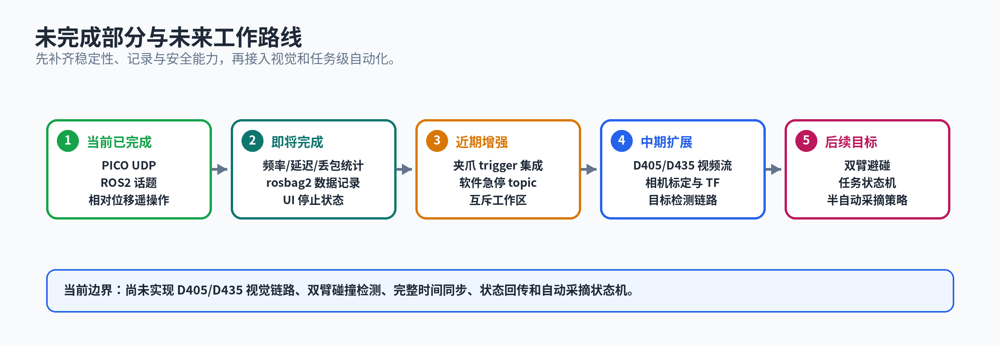 未完成部分与未来工作路线
先补齐稳定性、记录与安全能力，再接入视觉和任务级自动化。
1 当前已完成
PICO UDP
ROS2 话题
相对位移遥操作
2 即将完成
频率/延迟/丢包统计
rosbag2 数据记录
UI 停止状态
3 近期增强
夹爪 trigger 集成
软件急停 topic
互斥工作区
4 中期扩展
D405/D435 视频流
相机标定与 TF
目标检测链路
5 后续目标
双臂避碰
任务状态机
半自动采摘策略
当前边界：尚未实现 D405/D435 视觉链路、双臂碰撞检测、完整时间同步、状态回传和自动采摘状态机。